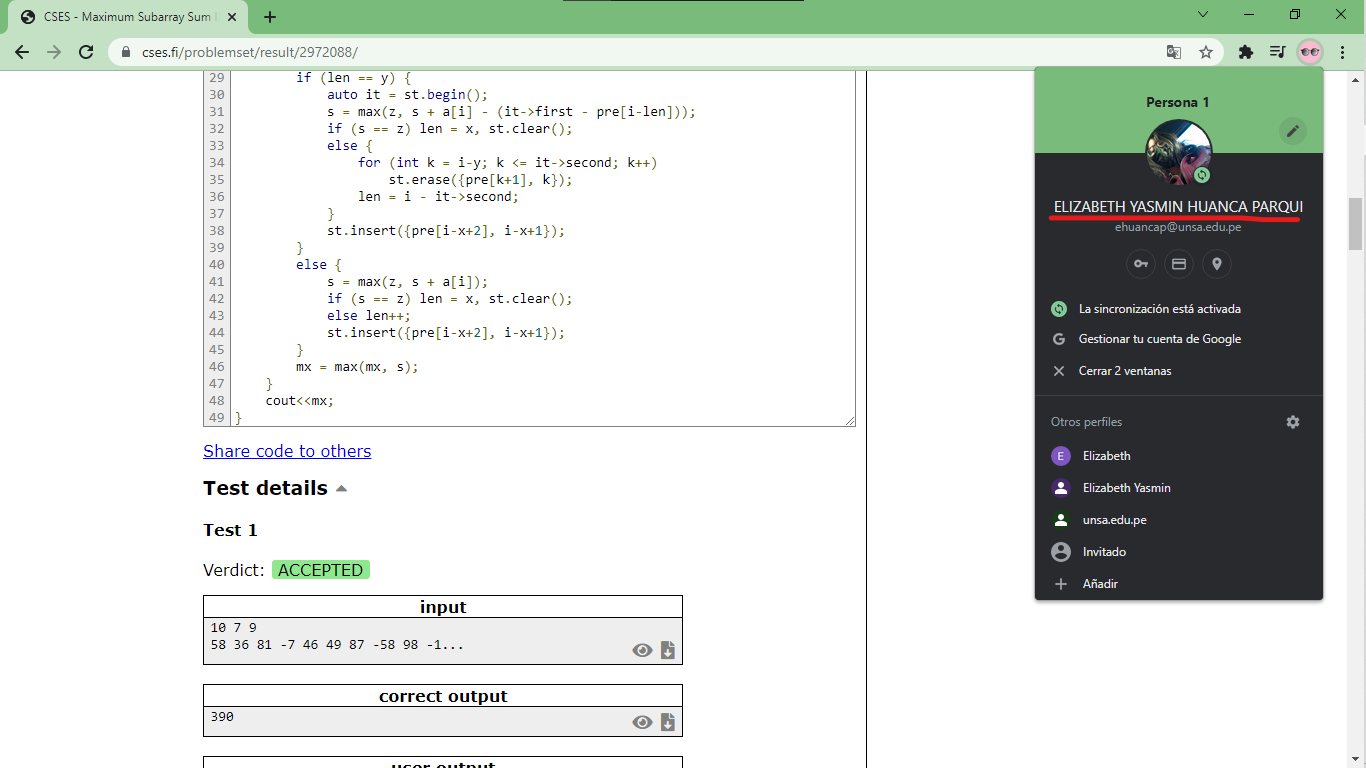 CSES - Maximum Subarray Sum
cses.fi/problemset/result/2972088/
29 if (len == y) {
30 auto it = st.begin();
31 s = max(z, s + a[i] - (it->first - pre[i-len]));
32 if (s == z) len = x, st.clear();
33 else {
34 for (int k = i-y; k <= it->second; k++)
35 st.erase({pre[k+1], k});
36 len = i - it->second;
37 }
38 st.insert({pre[i-x+2], i-x+1});
39 }
40 else {
41 s = max(z, s + a[i]);
42 if (s == z) len = x, st.clear();
43 else len++;
44 st.insert({pre[i-x+2], i-x+1});
45 }
46 mx = max(mx, s);
47 }
48 cout<<mx;
49 }
Share code to others
Test details
Test 1
Verdict: ACCEPTED
input
10 7 9
58 36 81 -7 46 49 87 -58 98 -1...
correct output
390
user output
Persona 1
ELIZABETH YASMIN HUANCA PARQUI
ehuancap@unsa.edu.pe
La sincronización está activada
G Gestionar tu cuenta de Google
Cerrar 2 ventanas
Otros perfiles
E Elizabeth
Elizabeth Yasmin
unsa.edu.pe
Invitado
Añadir